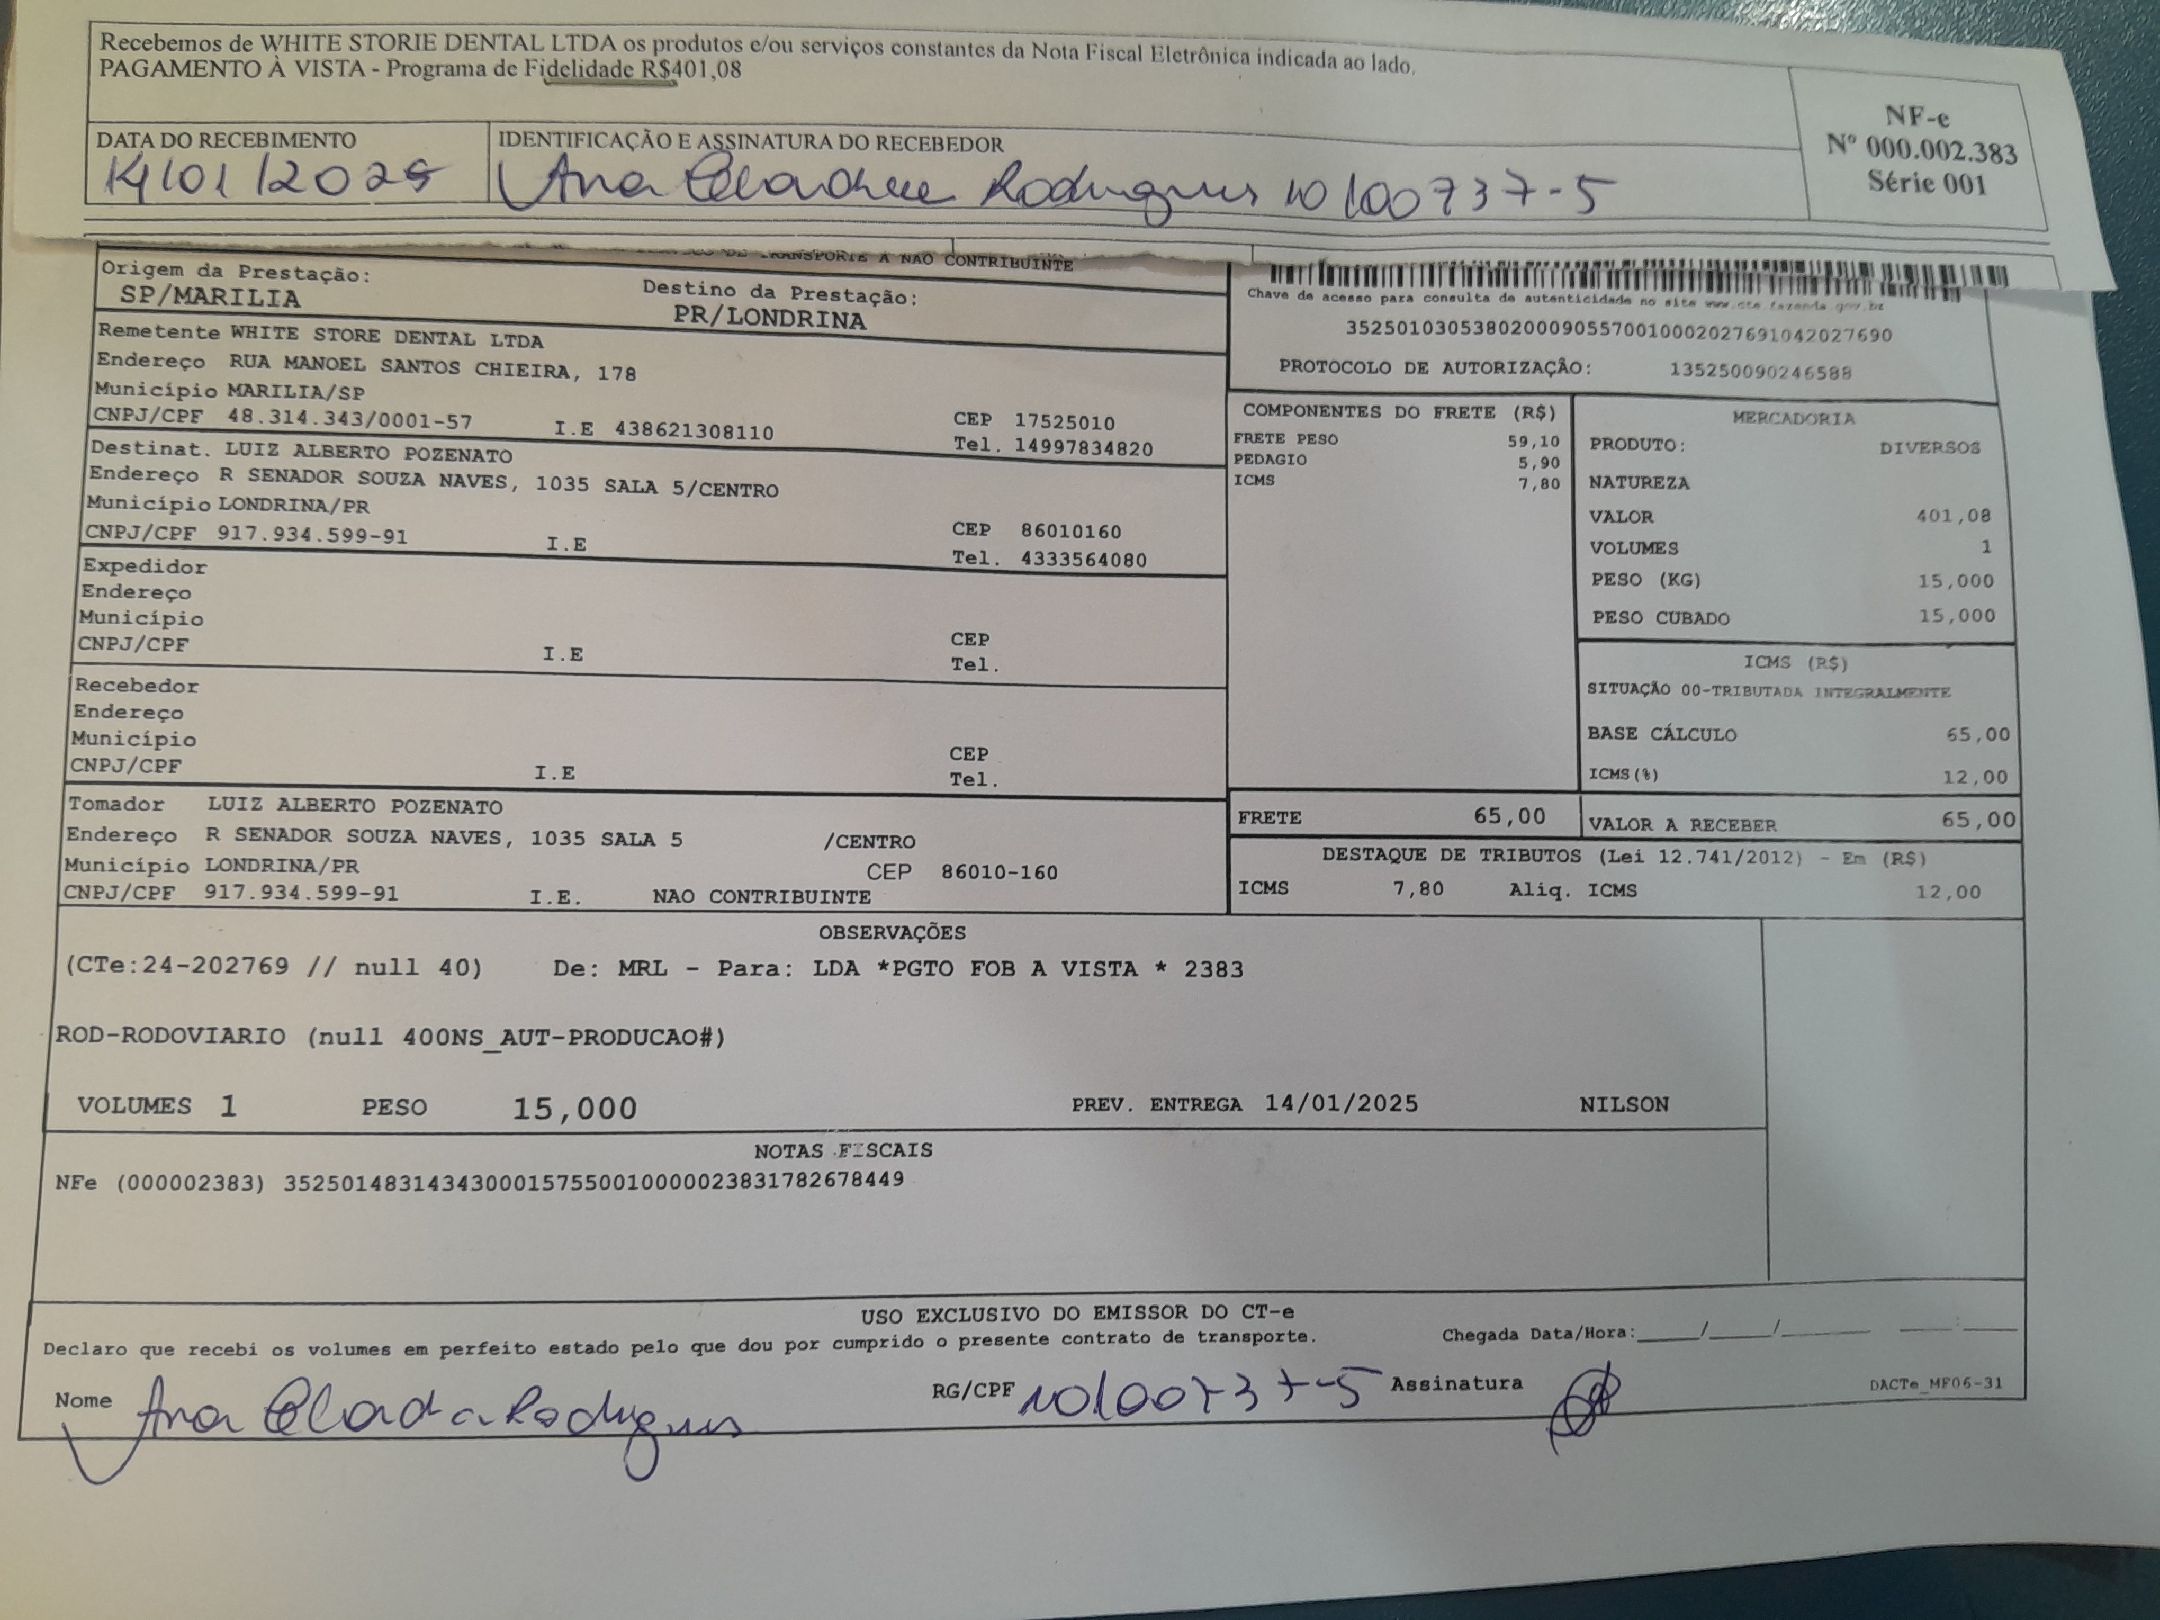 Recebemos de WHITE STORIE DENTAL LTDA os produtos e/ou serviços constantes da Nota Fiscal Eletrônica indicada ao lado.
PAGAMENTO À VISTA - Programa de Fidelidade R$401,08
NF-e
Nº 000.002.383
Série 001
DATA DO RECEBIMENTO
14/01/2025
IDENTIFICAÇÃO E ASSINATURA DO RECEBEDOR
Ana Rodrigues 10100737-5
TRANSPORTE A NAO CONTRIBUINTE
Origem da Prestação:
SP/MARILIA
Destino da Prestação:
PR/LONDRINA
Remetente WHITE STORE DENTAL LTDA
Endereço RUA MANOEL SANTOS CHIEIRA, 178
Município MARILIA/SP
CNPJ/CPF 48.314.343/0001-57 I.E 438621308110 CEP 17525010
Tel. 14997834820
Destinat. LUIZ ALBERTO POZENATO
Endereço R SENADOR SOUZA NAVES, 1035 SALA 5/CENTRO
Município LONDRINA/PR
CNPJ/CPF 917.934.599-91 I.E CEP 86010160
Tel. 4333564080
Expedidor
Endereço
Município
CNPJ/CPF I.E CEP
Tel.
Recebedor
Endereço
Município
CNPJ/CPF I.E CEP
Tel.
Tomador LUIZ ALBERTO POZENATO
Endereço R SENADOR SOUZA NAVES, 1035 SALA 5 /CENTRO
Município LONDRINA/PR CEP 86010-160
CNPJ/CPF 917.934.599-91 I.E. NAO CONTRIBUINTE
Chave de acesso para consulta de autenticidade no site www.cte.fazenda.gov.br
35250103053802000905570010002027691042027690
PROTOCOLO DE AUTORIZAÇÃO: 135250090246588
COMPONENTES DO FRETE (R$)
FRETE PESO 59,10
PEDAGIO 5,90
ICMS 7,80
MERCADORIA
PRODUTO: DIVERSOS
NATUREZA
VALOR 401,08
VOLUMES 1
PESO (KG) 15,000
PESO CUBADO 15,000
ICMS (R$)
SITUAÇÃO 00-TRIBUTADA INTEGRALMENTE
BASE CÁLCULO 65,00
ICMS(%) 12,00
FRETE 65,00 VALOR A RECEBER 65,00
DESTAQUE DE TRIBUTOS (Lei 12.741/2012) - Em (R$)
ICMS 7,80 Aliq. ICMS 12,00
OBSERVAÇÕES
(CTe:24-202769 // null 40) De: MRL - Para: LDA *PGTO FOB A VISTA * 2383
ROD-RODOVIARIO (null 400NS_AUT-PRODUCAO#)
VOLUMES 1 PESO 15,000 PREV. ENTREGA 14/01/2025 NILSON
NOTAS FISCAIS
NFe (000002383) 35250148314343000157550010000023831782678449
USO EXCLUSIVO DO EMISSOR DO CT-e
Declaro que recebi os volumes em perfeito estado pelo que dou por cumprido o presente contrato de transporte. Chegada Data/Hora:____/____/______ ___:___
Nome Ana Rodrigues RG/CPF 10100737-5 Assinatura
DACTe_MF06-31